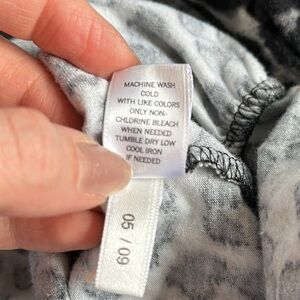 MACHINE WASH
COLD
WITH LIKE COLORS
ONLY NON-
CHLORINE BLEACH
WHEN NEEDED
TUMBLE DRY LOW
COOL IRON
IF NEEDED
05 / 09